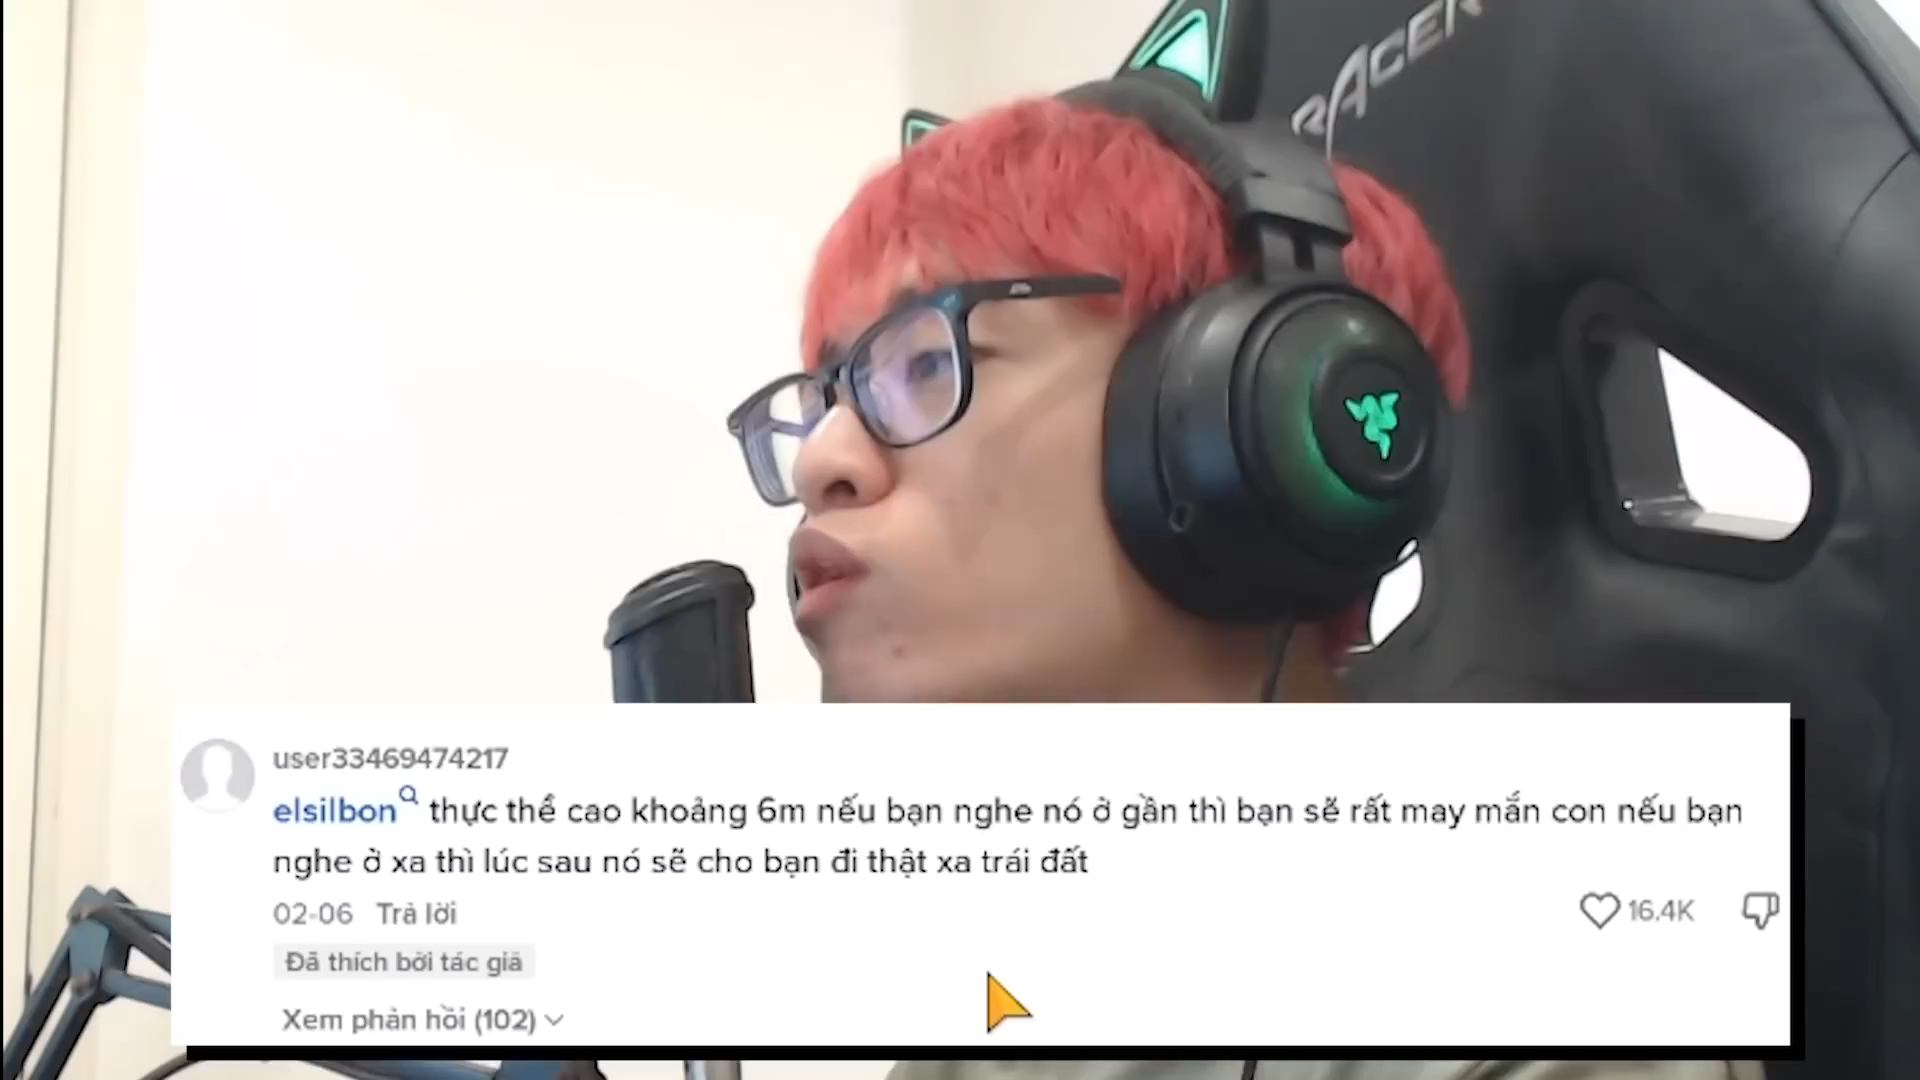 RACER
user33469474217
elsilbon thực thể cao khoảng 6m nếu bạn nghe nó ở gần thì bạn sẽ rất may mắn con nếu bạn
nghe ở xa thì lúc sau nó sẽ cho bạn đi thật xa trái đất
02-06 Trả lời
16.4K
Đã thích bởi tác giả
Xem phản hồi (102)